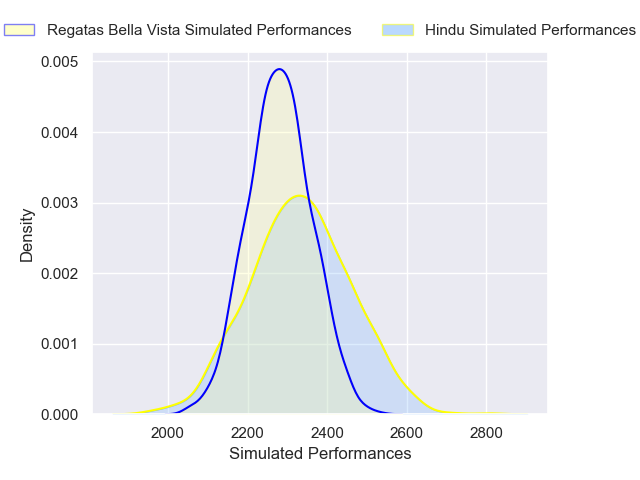 Regatas Bella Vista Simulated Performances
Hindu Simulated Performances
0.005
0.004
0.003
0.002
0.001
0.000
Density
2000 2200 2400 2600 2800
Simulated Performances